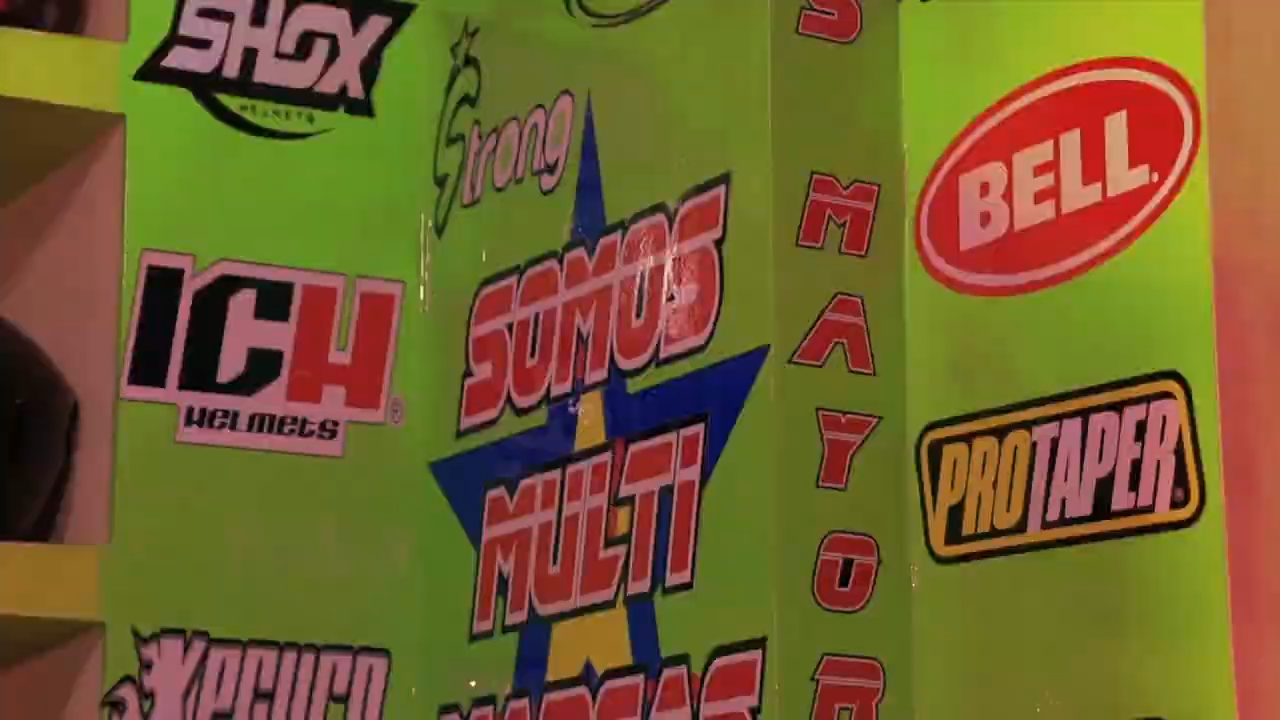 SHOX
HELMETS
ICH
HELMETS
®
Strong
SOMOS
MULTI
S
M
A
Y
O
R
BELL
PROTAPER